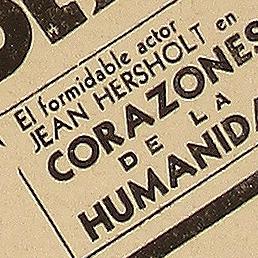 El formidable actor
JEAN HERSHOLT en
CORAZONES
DE LA
HUMANIDA